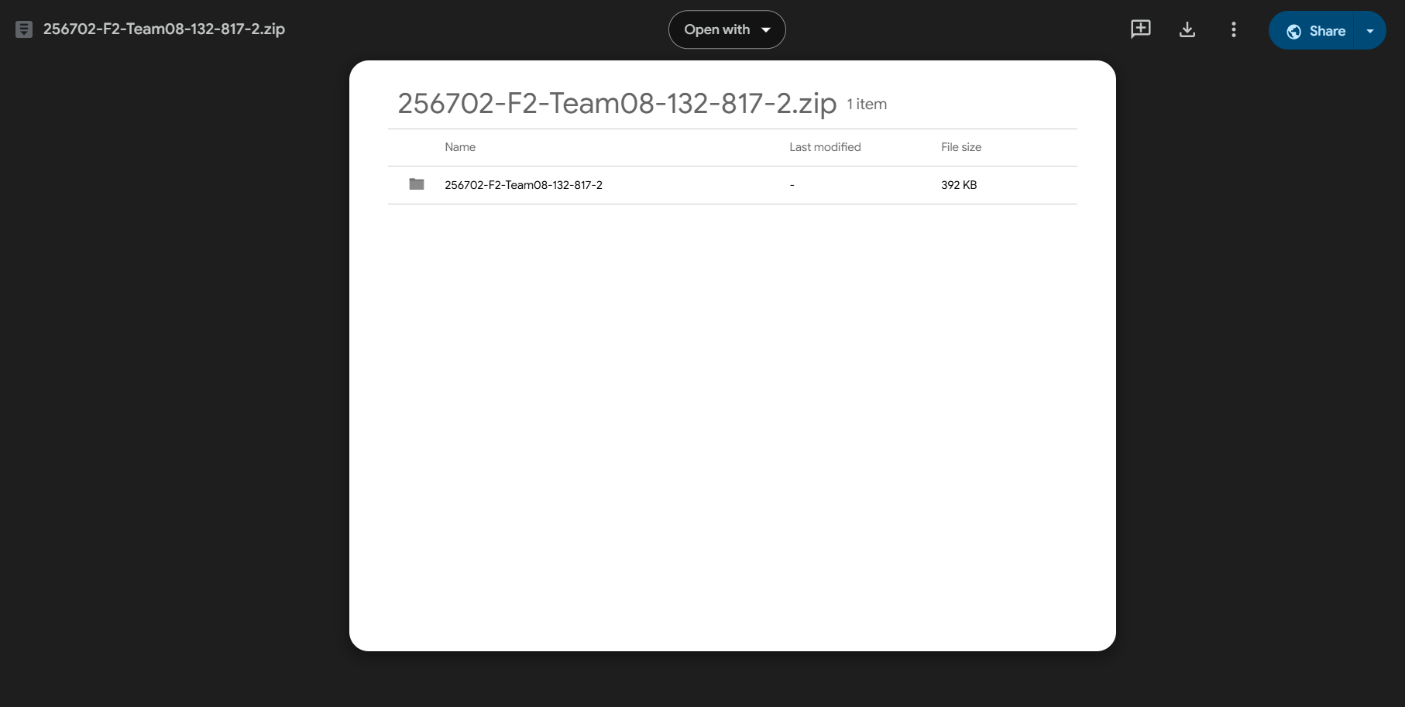 256702-F2-Team08-132-817-2.zip
Open with
Share
256702-F2-Team08-132-817-2.zip 1 item
Name Last modified File size
256702-F2-Team08-132-817-2 - 392 KB